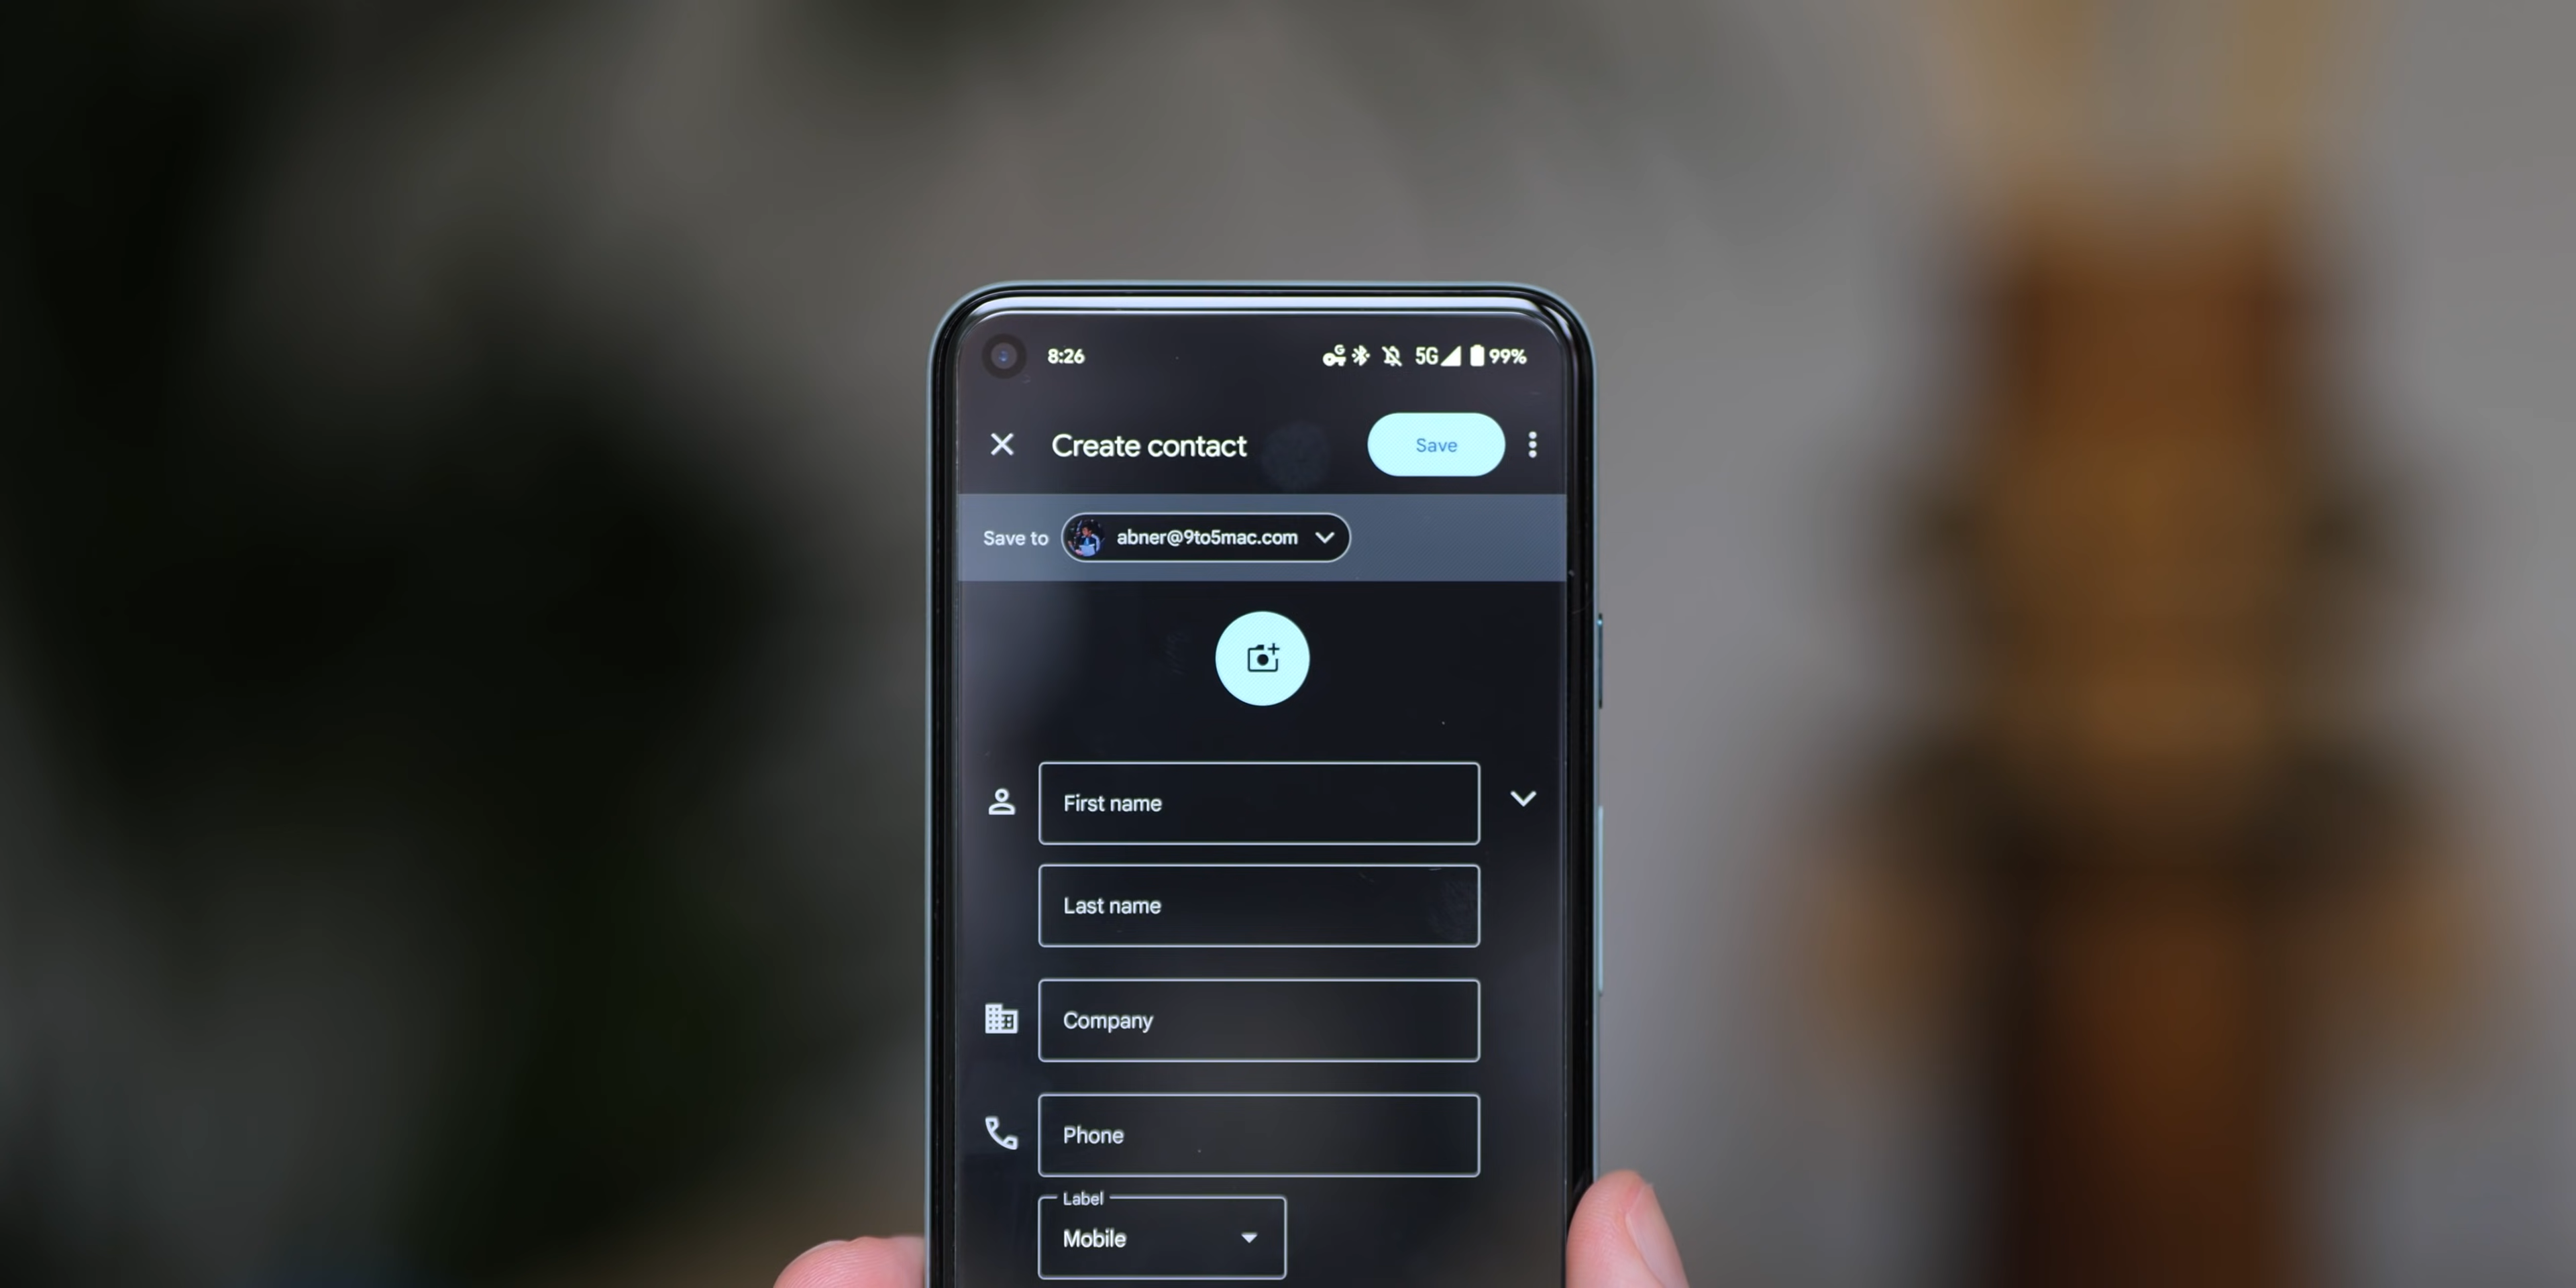 8:26 5G 99%
Create contact Save
Save to abner@9to5mac.com
First name
Last name
Company
Phone
Label
Mobile